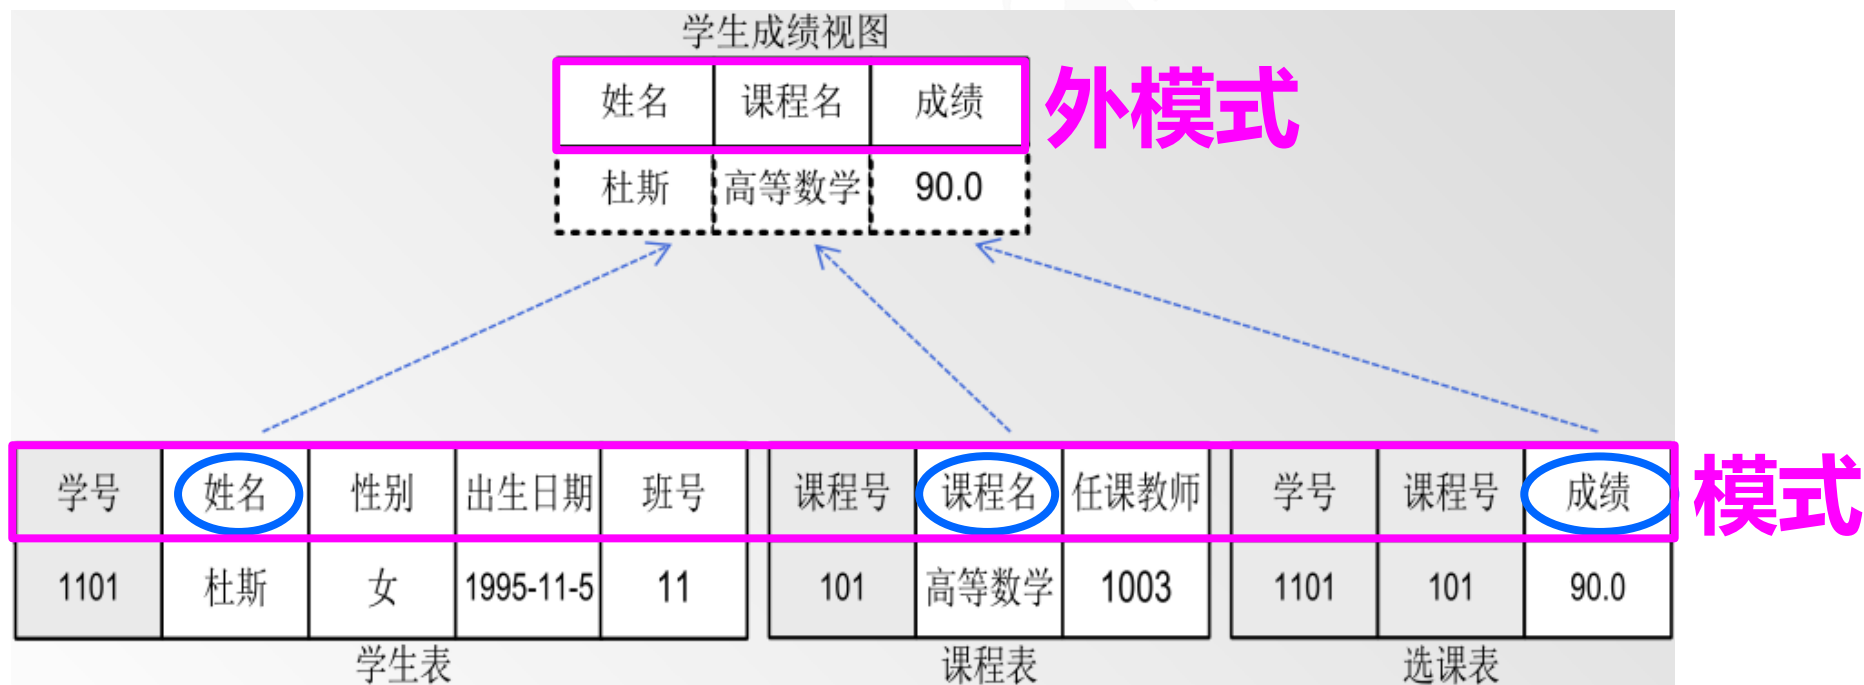 学生成绩视图
姓名 课程名 成绩 外模式
杜斯 高等数学 90.0
学号 姓名 性别 出生日期 班号 课程号 课程名 任课教师 学号 课程号 成绩 模式
1101 杜斯 女 1995-11-5 11 101 高等数学 1003 1101 101 90.0
学生表 课程表 选课表